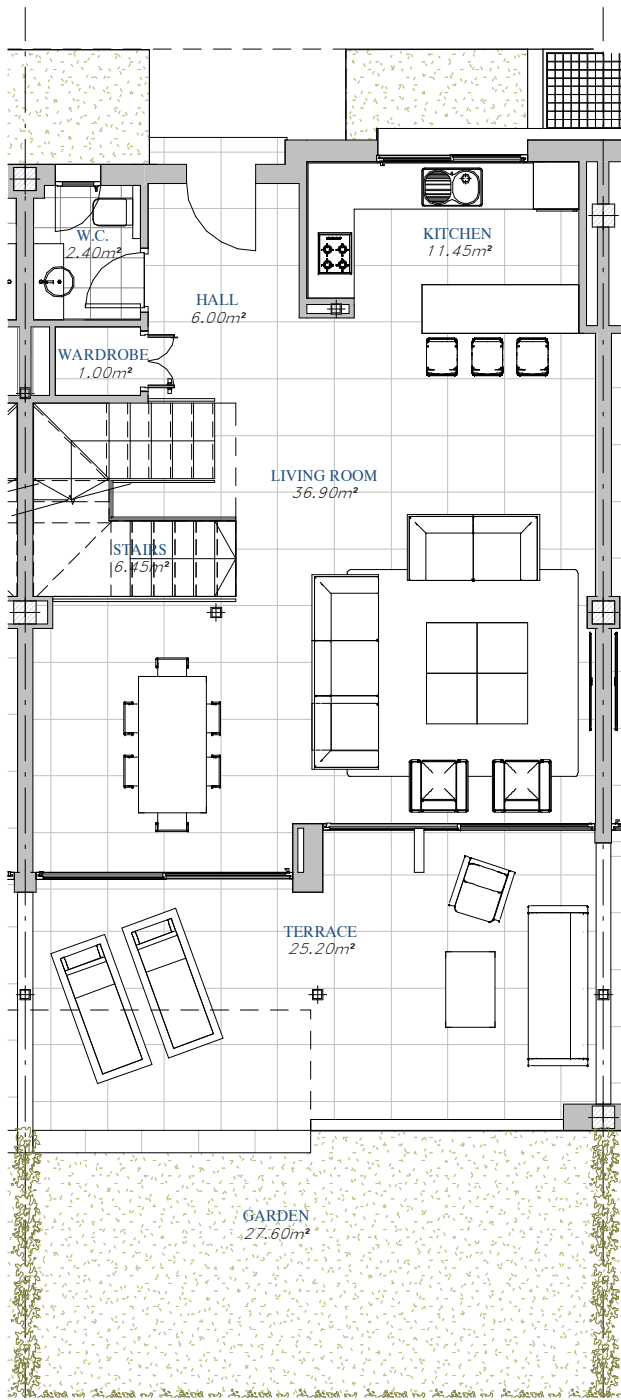 W.C.
2.40m²
KITCHEN
11.45m²
HALL
6.00m²
WARDROBE
1.00m²
LIVING ROOM
36.90m²
STAIRS
6.45m²
TERRACE
25.20m²
GARDEN
27.60m²